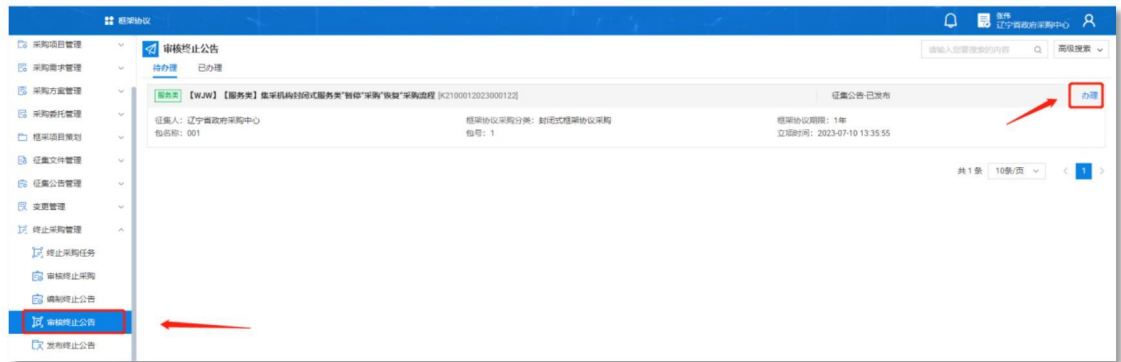 框架协议
张伟
辽宁省政府采购中心
采购项目管理
采购需求管理
采购方案管理
采购委托管理
框采项目策划
征集文件管理
征集公告管理
变更管理
终止采购管理
终止采购任务
审核终止采购
编制终止公告
审核终止公告
发布终止公告
审核终止公告
请输入您要搜索的内容 高级搜索
待办理 已办理
服务类 【WJW】【服务类】集采机构封闭式服务类"暂停"采购"恢复"采购流程 [K2100012023000122] 征集公告-已发布 办理
征集人：辽宁省政府采购中心 框架协议采购分类：封闭式框架协议采购 框架协议期限：1年
包名称：001 包号：1 立项时间：2023-07-10 13:35:55
共 1 条 10条/页 < 1 >